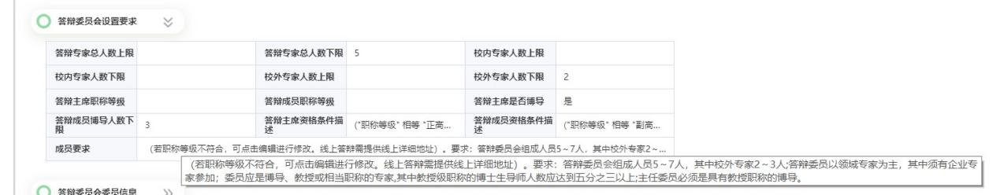 答辩委员会设置要求
答辩专家总人数上限 答辩专家总人数下限 5 校内专家人数上限
校内专家人数下限 校外专家人数上限 校外专家人数下限 2
答辩主席职称等级 答辩成员职称等级 答辩主席是否博导 是
答辩成员博导人数下限 3 答辩主席资格条件描述 ("职称等级" 相等 "正高... 答辩成员资格条件描述 ("职称等级" 相等 "副高...
成员要求 (若职称等级不符合，可点击编辑进行修改。线上答辩需提供线上详细地址) 。要求：答辩委员会组成人员5~7人，其中校外专家2~...
(若职称等级不符合，可点击编辑进行修改。线上答辩需提供线上详细地址) 。要求：答辩委员会组成人员5~7人，其中校外专家2~3人;答辩委员以领域专家为主，其中须有企业专
家参加；委员应是博导、教授或相当职称的专家,其中教授级职称的博士生导师人数应达到五分之三以上;主任委员必须是具有教授职称的博导。
答辩委员会委员信息